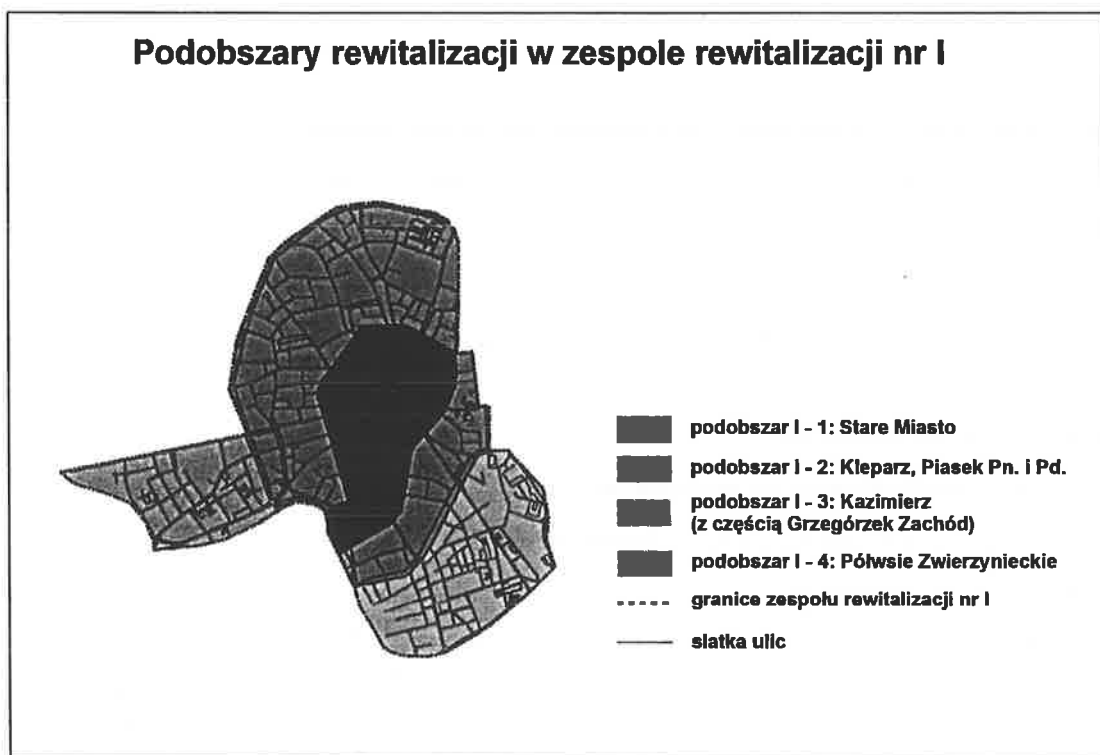 Podobszary rewitalizacji w zespole rewitalizacji nr I
podobszar I - 1: Stare Miasto
podobszar I - 2: Kleparz, Piasek Pn. i Pd.
podobszar I - 3: Kazimierz
(z częścią Grzegórzek Zachód)
podobszar I - 4: Półwsie Zwierzynieckie
granice zespołu rewitalizacji nr I
siatka ulic